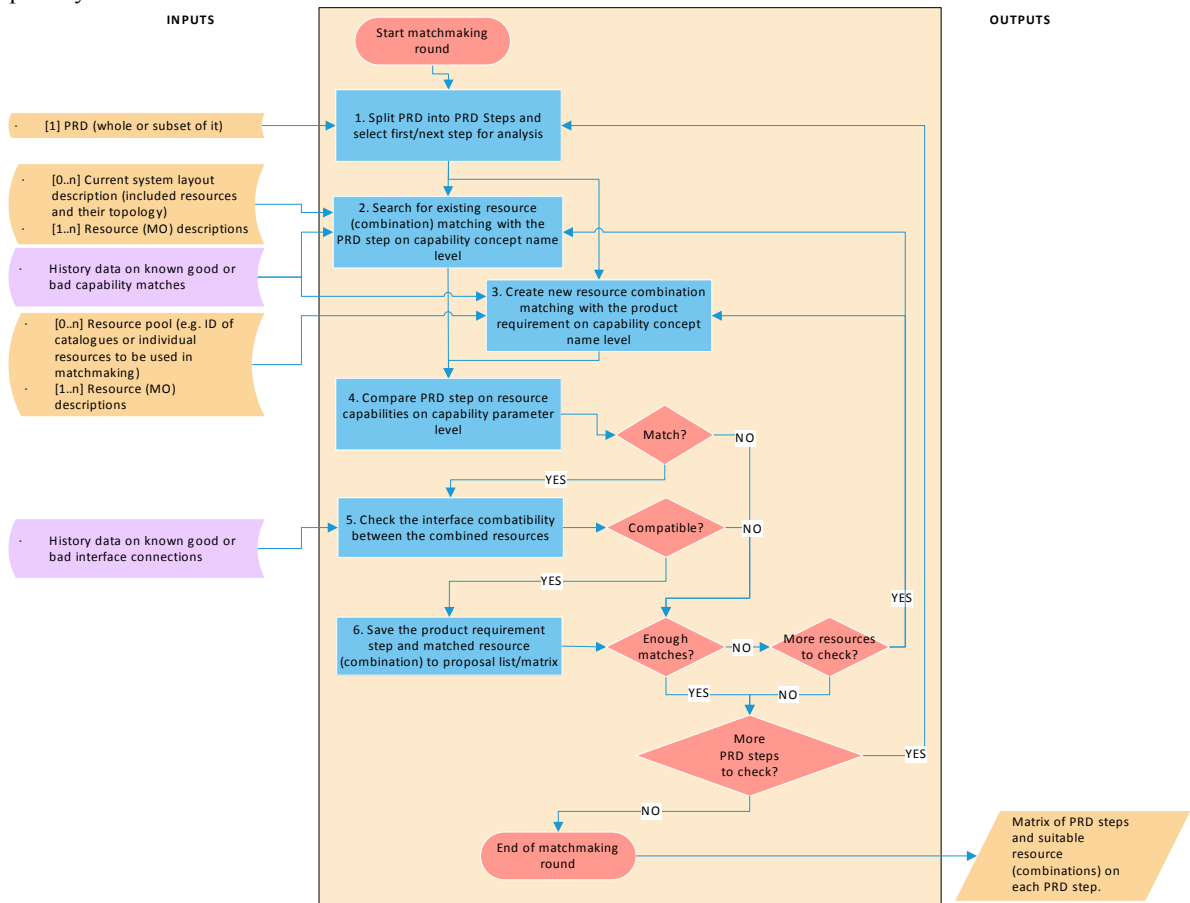 INPUTS
OUTPUTS
Start matchmaking
round
· [1] PRD (whole or subset of it)
1. Split PRD into PRD Steps and
select first/next step for analysis
· [0..n] Current system layout
description (included resources
and their topology)
· [1..n] Resource (MO) descriptions
2. Search for existing resource
(combination) matching with the
PRD step on capability concept name
level
· History data on known good or
bad capability matches
3. Create new resource combination
matching with the product
requirement on capability concept
name level
· [0..n] Resource pool (e.g. ID of
catalogues or individual
resources to be used in
matchmaking)
· [1..n] Resource (MO)
descriptions
4. Compare PRD step on resource
capabilities on capability parameter
level
Match?
NO
YES
5. Check the interface combatibility
between the combined resources
Compatible?
NO
YES
· History data on known good or
bad interface connections
6. Save the product requirement
step and matched resource
(combination) to proposal list/matrix
Enough
matches?
NO
More resources
to check?
YES
YES
NO
More
PRD steps
to check?
YES
NO
End of matchmaking
round
Matrix of PRD steps
and suitable
resource
(combinations) on
each PRD step.